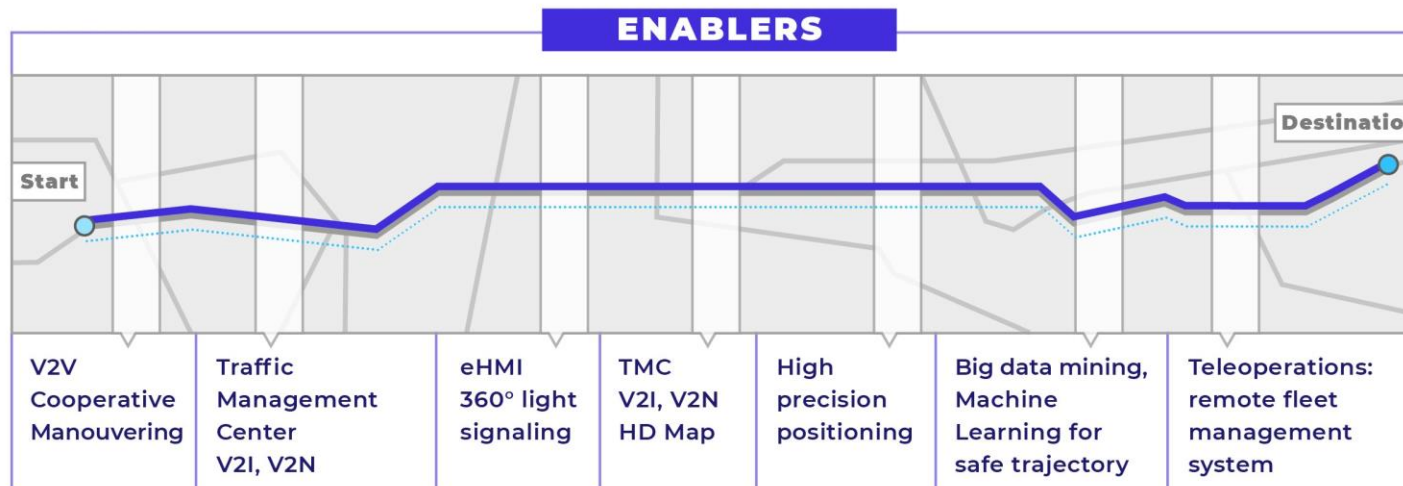 ENABLERS
Destinatio
Start
V2V
Cooperative
Manouvering
Traffic
Management
Center
V2I, V2N
eHMI
360° light
signaling
TMC
V2I, V2N
HD Map
High
precision
positioning
Big data mining,
Machine
Learning for
safe trajectory
Teleoperations:
remote fleet
management
system